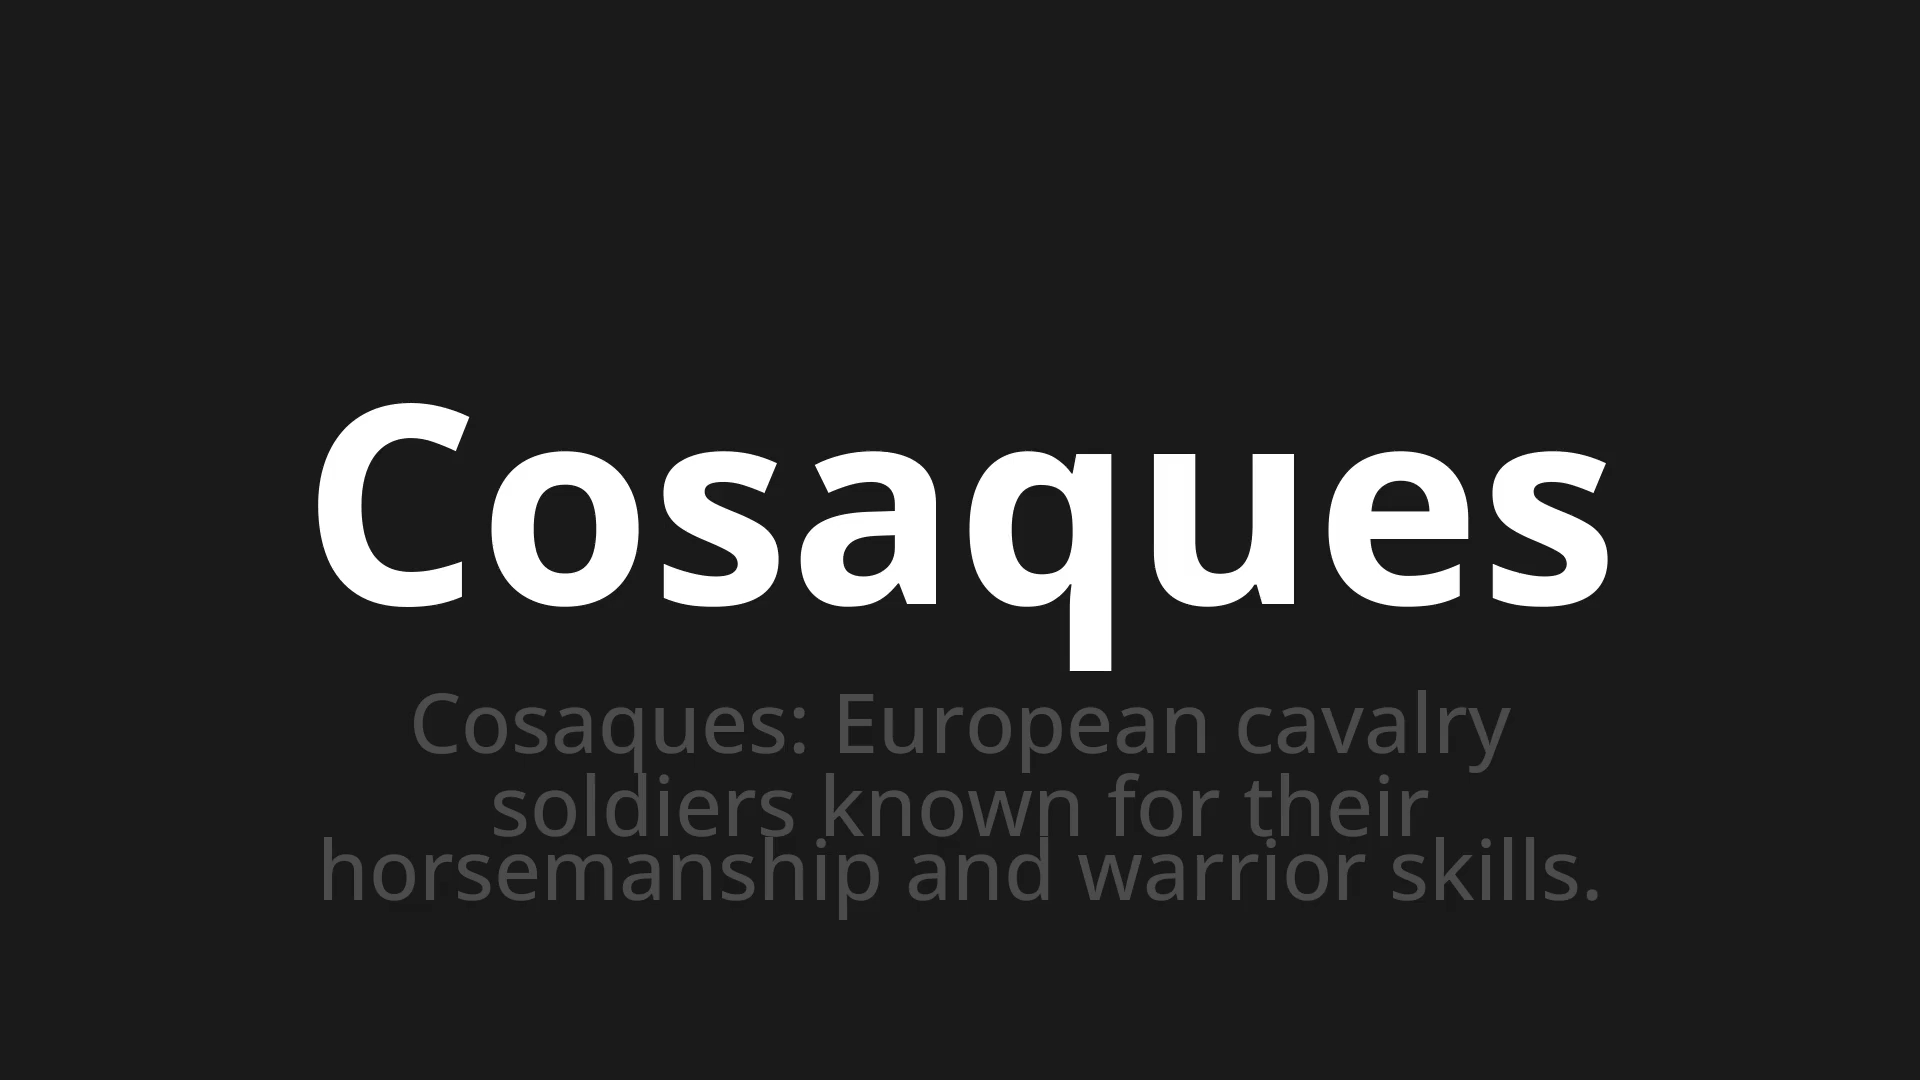 Cosaques
Cosaques: European cavalry
soldiers known for their
horsemanship and warrior skills.